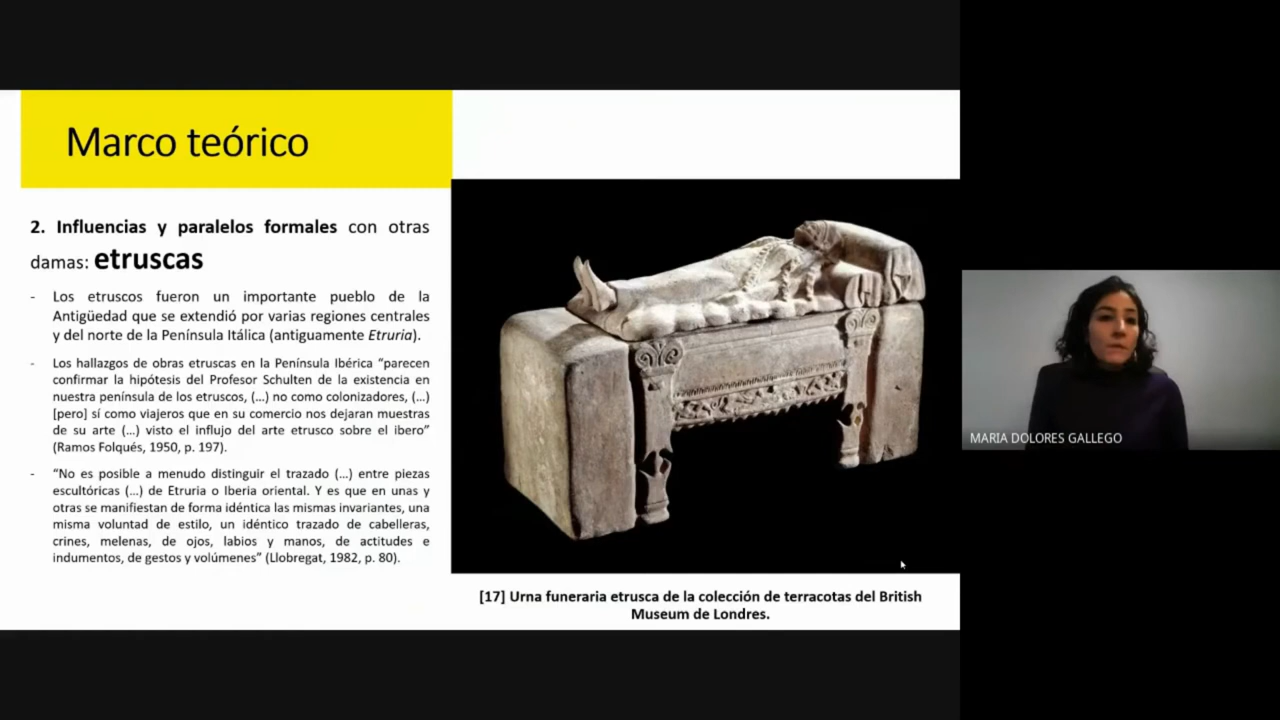 Marco teórico
2. Influencias y paralelos formales con otras
damas: etruscas
- Los etruscos fueron un importante pueblo de la
Antigüedad que se extendió por varias regiones centrales
y del norte de la Península Itálica (antiguamente Etruria).
- Los hallazgos de obras etruscas en la Península Ibérica “parecen
confirmar la hipótesis del Profesor Schulten de la existencia en
nuestra península de los etruscos, (...) no como colonizadores, (...)
[pero] sí como viajeros que en su comercio nos dejaran muestras
de su arte (...) visto el influjo del arte etrusco sobre el ibero”
(Ramos Folqués, 1950, p. 197).
- “No es posible a menudo distinguir el trazado (...) entre piezas
escultóricas (...) de Etruria o Iberia oriental. Y es que en unas y
otras se manifiestan de forma idéntica las mismas invariantes, una
misma voluntad de estilo, un idéntico trazado de cabelleras,
crines, melenas, de ojos, labios y manos, de actitudes e
indumentos, de gestos y volúmenes” (Llobregat, 1982, p. 80).
[17] Urna funeraria etrusca de la colección de terracotas del British
Museum de Londres.
MARIA DOLORES GALLEGO